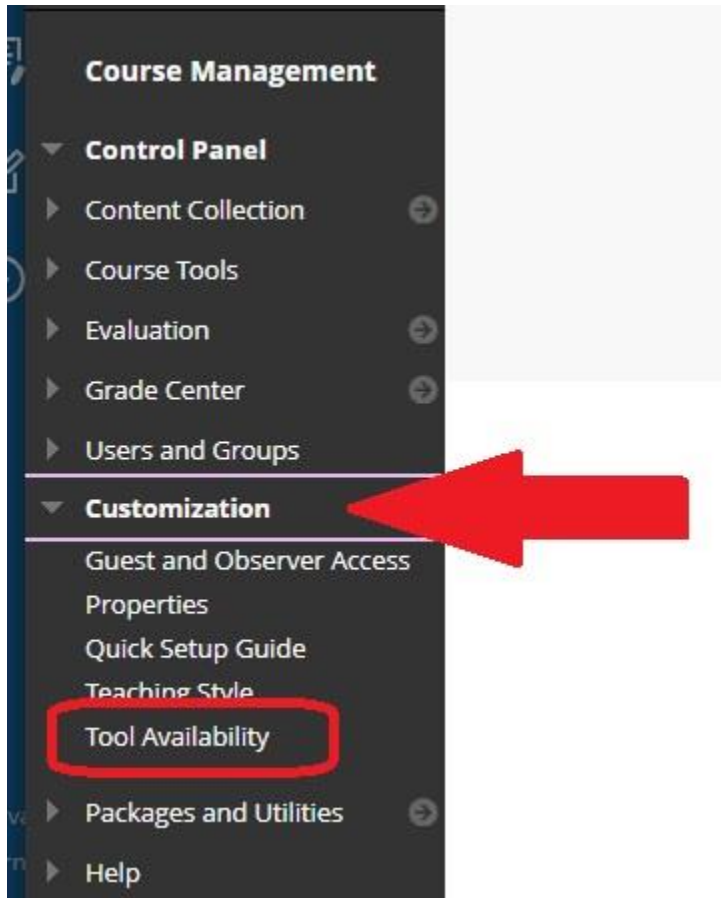 Course Management
Control Panel
Content Collection
Course Tools
Evaluation
Grade Center
Users and Groups
Customization
Guest and Observer Access
Properties
Quick Setup Guide
Teaching Style
Tool Availability
Packages and Utilities
Help